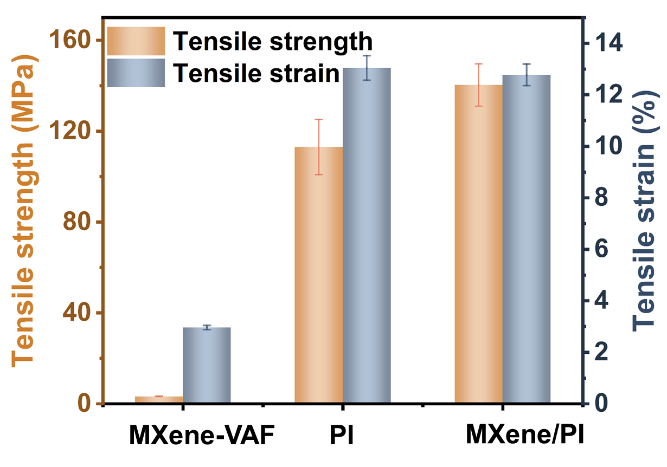 Tensile strength
Tensile strain
Tensile strength (MPa)
160
120
80
40
0
14
12
10
8
6
4
2
0
Tensile strain (%)
MXene-VAF PI MXene/PI